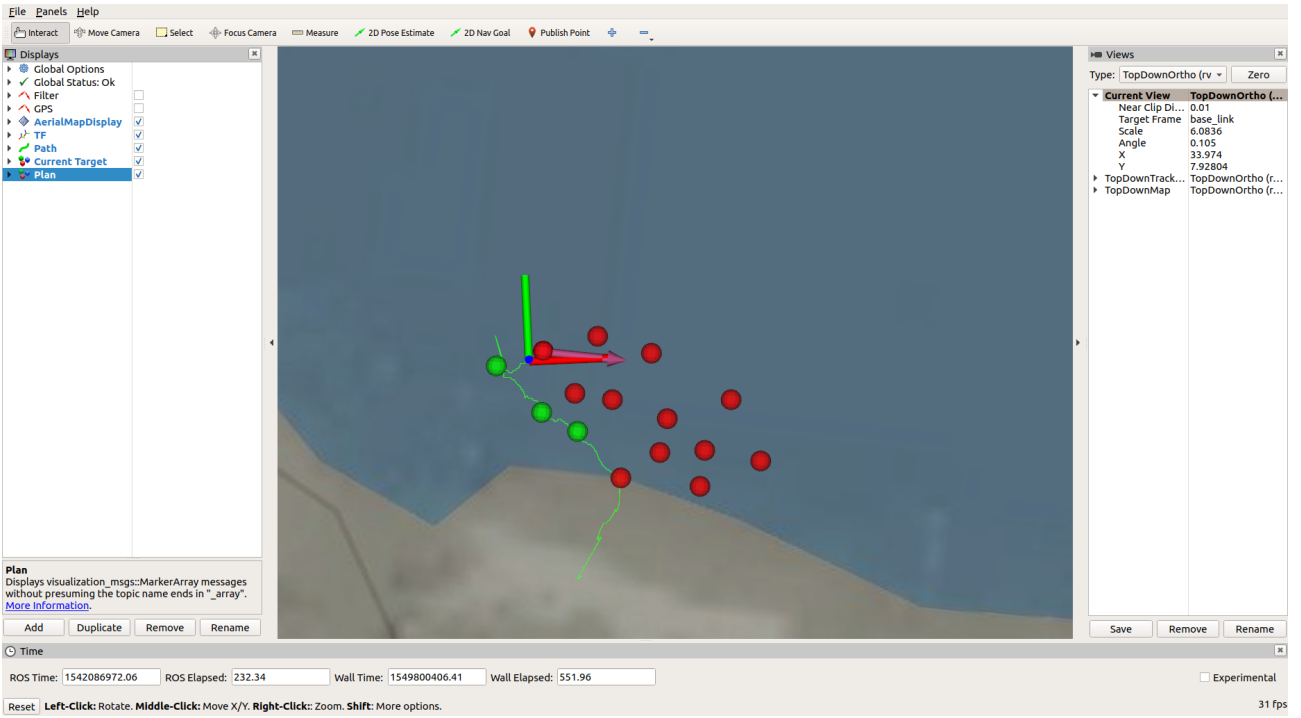 File Panels Help
Interact Move Camera Select Focus Camera Measure 2D Pose Estimate 2D Nav Goal Publish Point
Displays
Global Options
Global Status: Ok
Filter
GPS
AerialMapDisplay
TF
Path
Current Target
Plan
Plan
Displays visualization_msgs::MarkerArray messages
without presuming the topic name ends in "_array".
More Information.
Add Duplicate Remove Rename
Views
Type: TopDownOrtho (rv Zero
Current View TopDownOrtho (...
Near Clip Di... 0.01
Target Frame base_link
Scale 6.0836
Angle 0.105
X 33.974
Y 7.92804
TopDownTrack... TopDownOrtho (r...
TopDownMap TopDownOrtho (r...
Save Remove Rename
Time
ROS Time: 1542086972.06 ROS Elapsed: 232.34 Wall Time: 1549800406.41 Wall Elapsed: 551.96 Experimental
Reset Left-Click: Rotate. Middle-Click: Move X/Y. Right-Click:: Zoom. Shift: More options. 31 fps